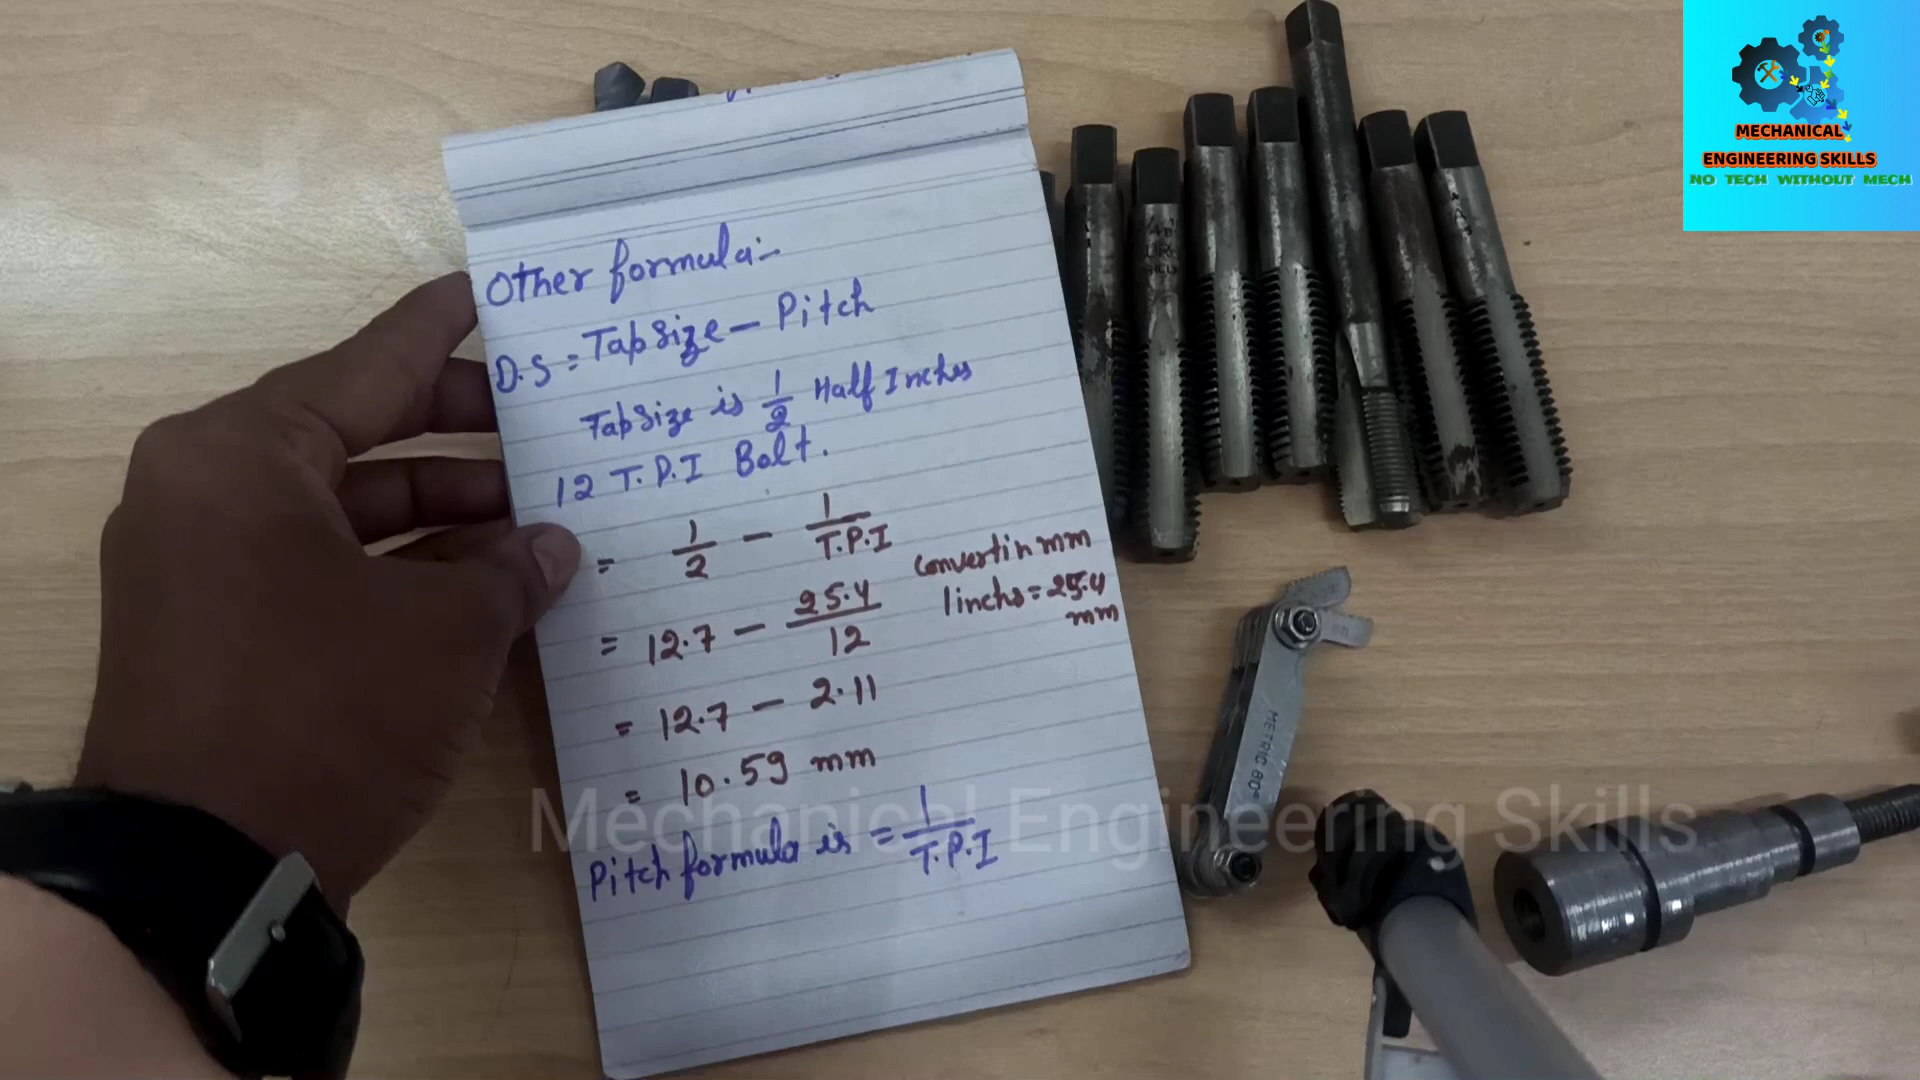 MECHANICAL
ENGINEERING SKILLS
NO TECH WITHOUT MECH
Other formula:-
D.S = Tap Size - Pitch
Tap Size is 1/2 Half Inches
12 T.P.I Bolt.
= 1/2 - 1/T.P.I
convert in mm
= 12.7 - 25.4/12
1 inchs = 25.4
mm
= 12.7 - 2.11
= 10.59 mm
Pitch formula is = 1/T.P.I
Mechanical Engineering Skills
METRIC 60°